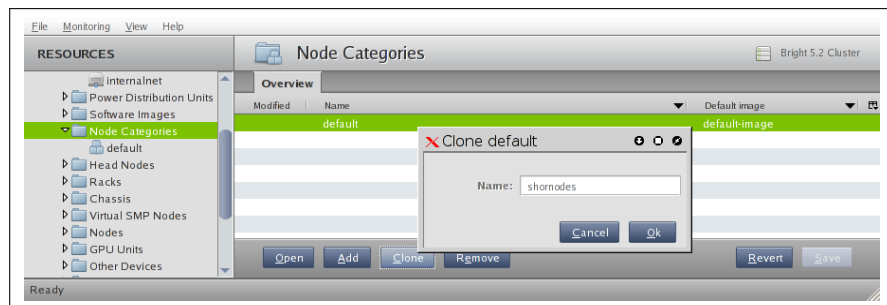 File Monitoring View Help
RESOURCES
Node Categories
Bright 5.2 Cluster
internalnet
Power Distribution Units
Software Images
Node Categories
default
Head Nodes
Racks
Chassis
Virtual SMP Nodes
Nodes
GPU Units
Other Devices
Overview
Modified Name Default image
default default-image
Clone default
Name: shornodes
Cancel Ok
Open Add Clone Remove Revert Save
Ready